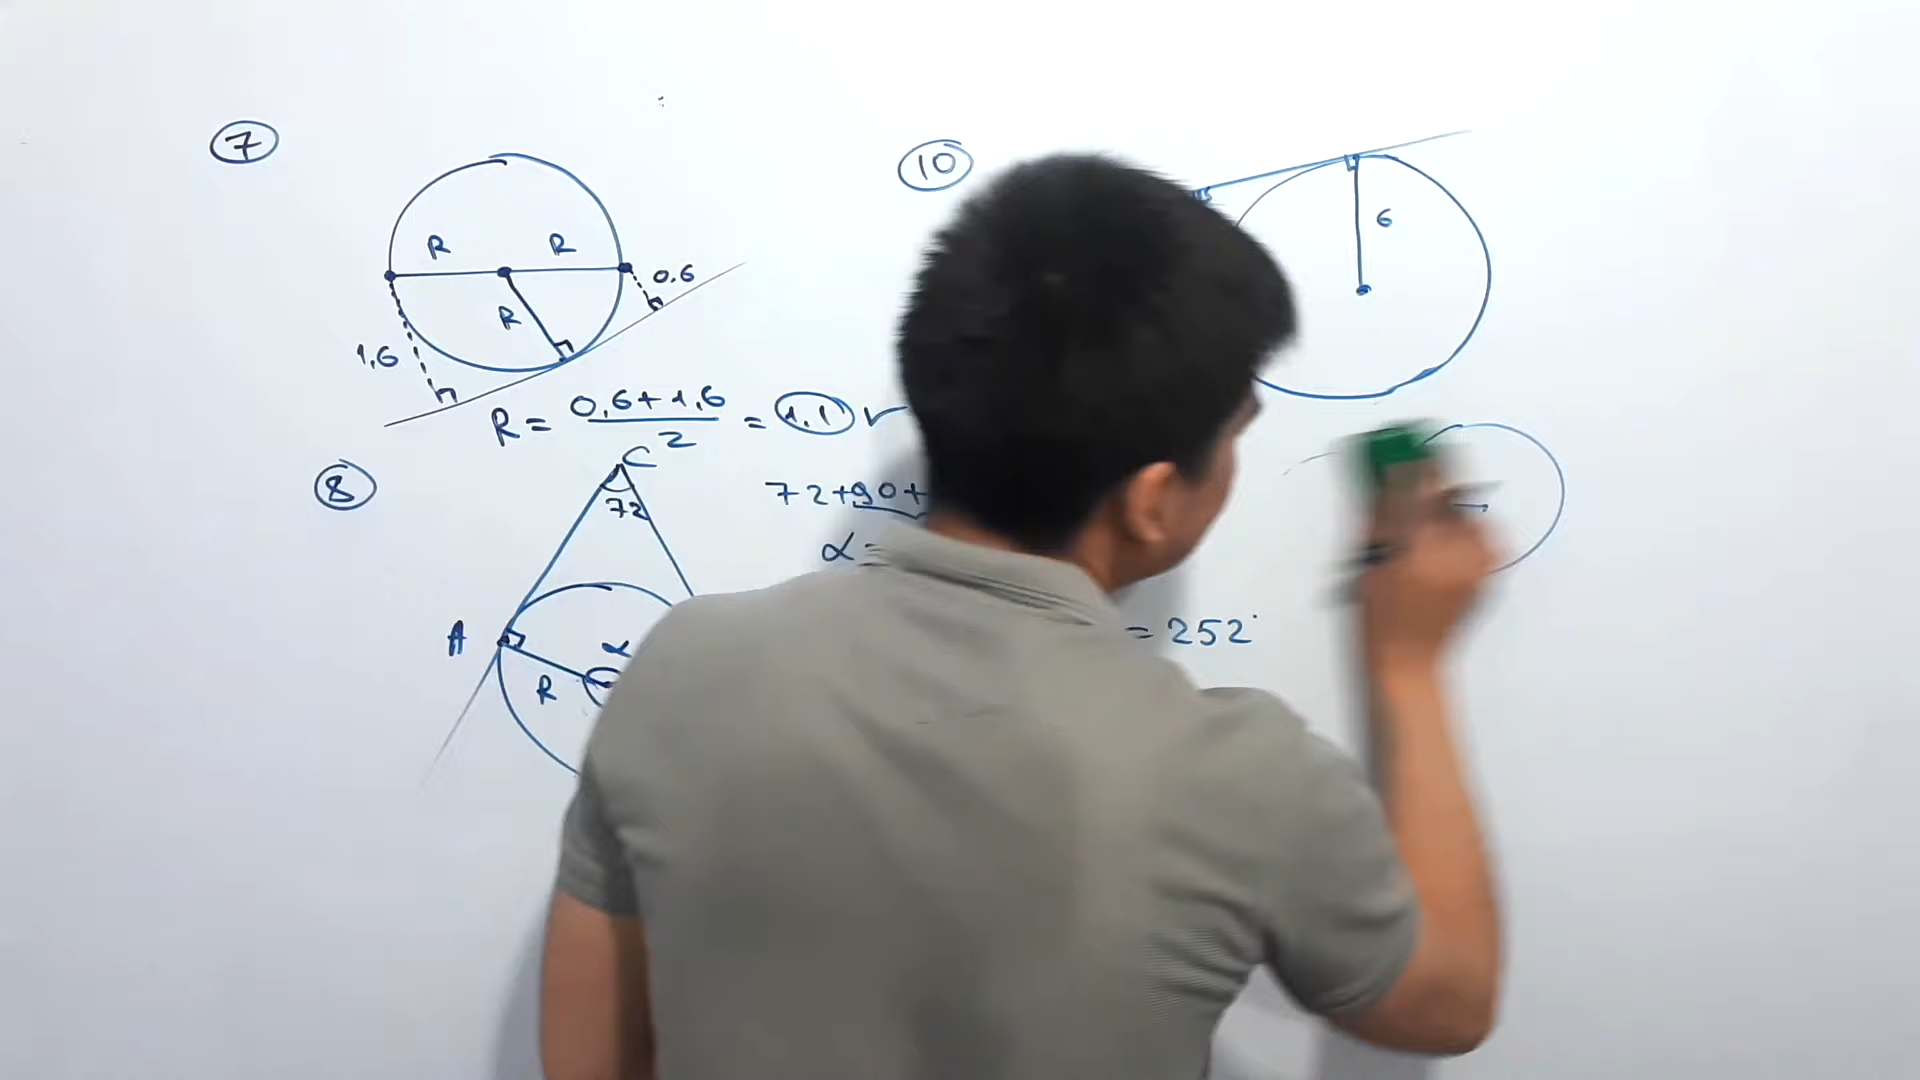 7
R R
R
0.6
1,6
R = 0,6+1,6 / 2 = 1,1 ✓
8
C
72
A
α
R
72+90+
α=
= 252°
10
6